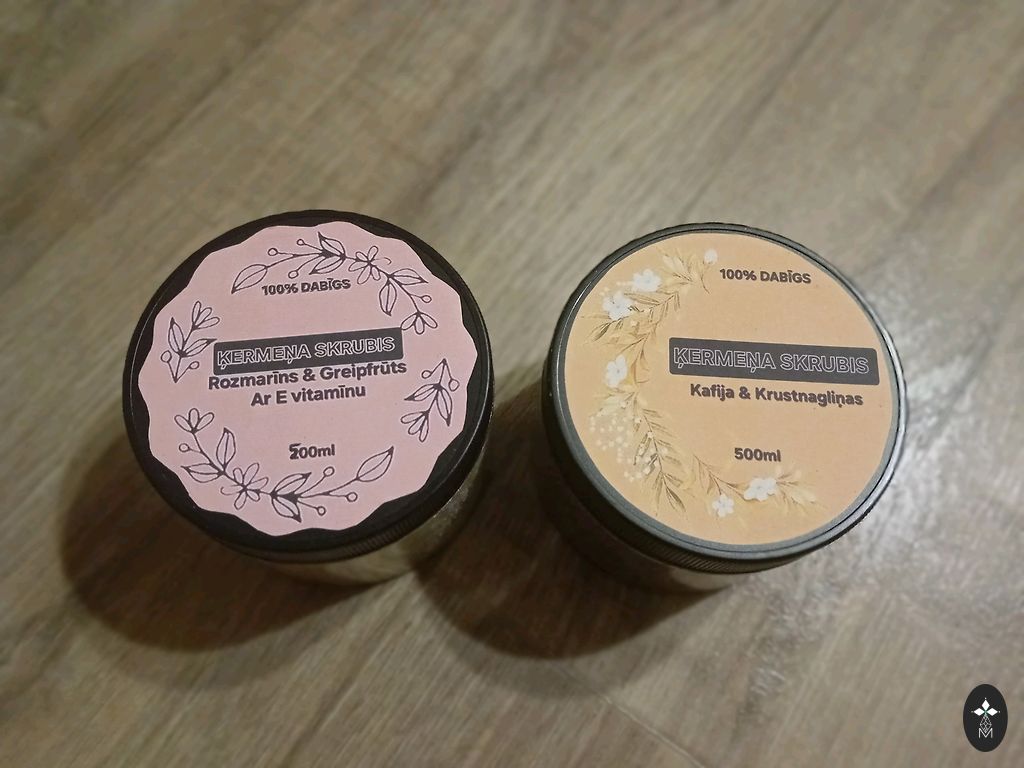 100% DABĪGS
ĶERMEŅA SKRUBIS
Rozmarīns & Greipfrūts
Ar E vitamīnu
200ml
100% DABĪGS
ĶERMEŅA SKRUBIS
Kafija & Krustnagliņas
500ml
M